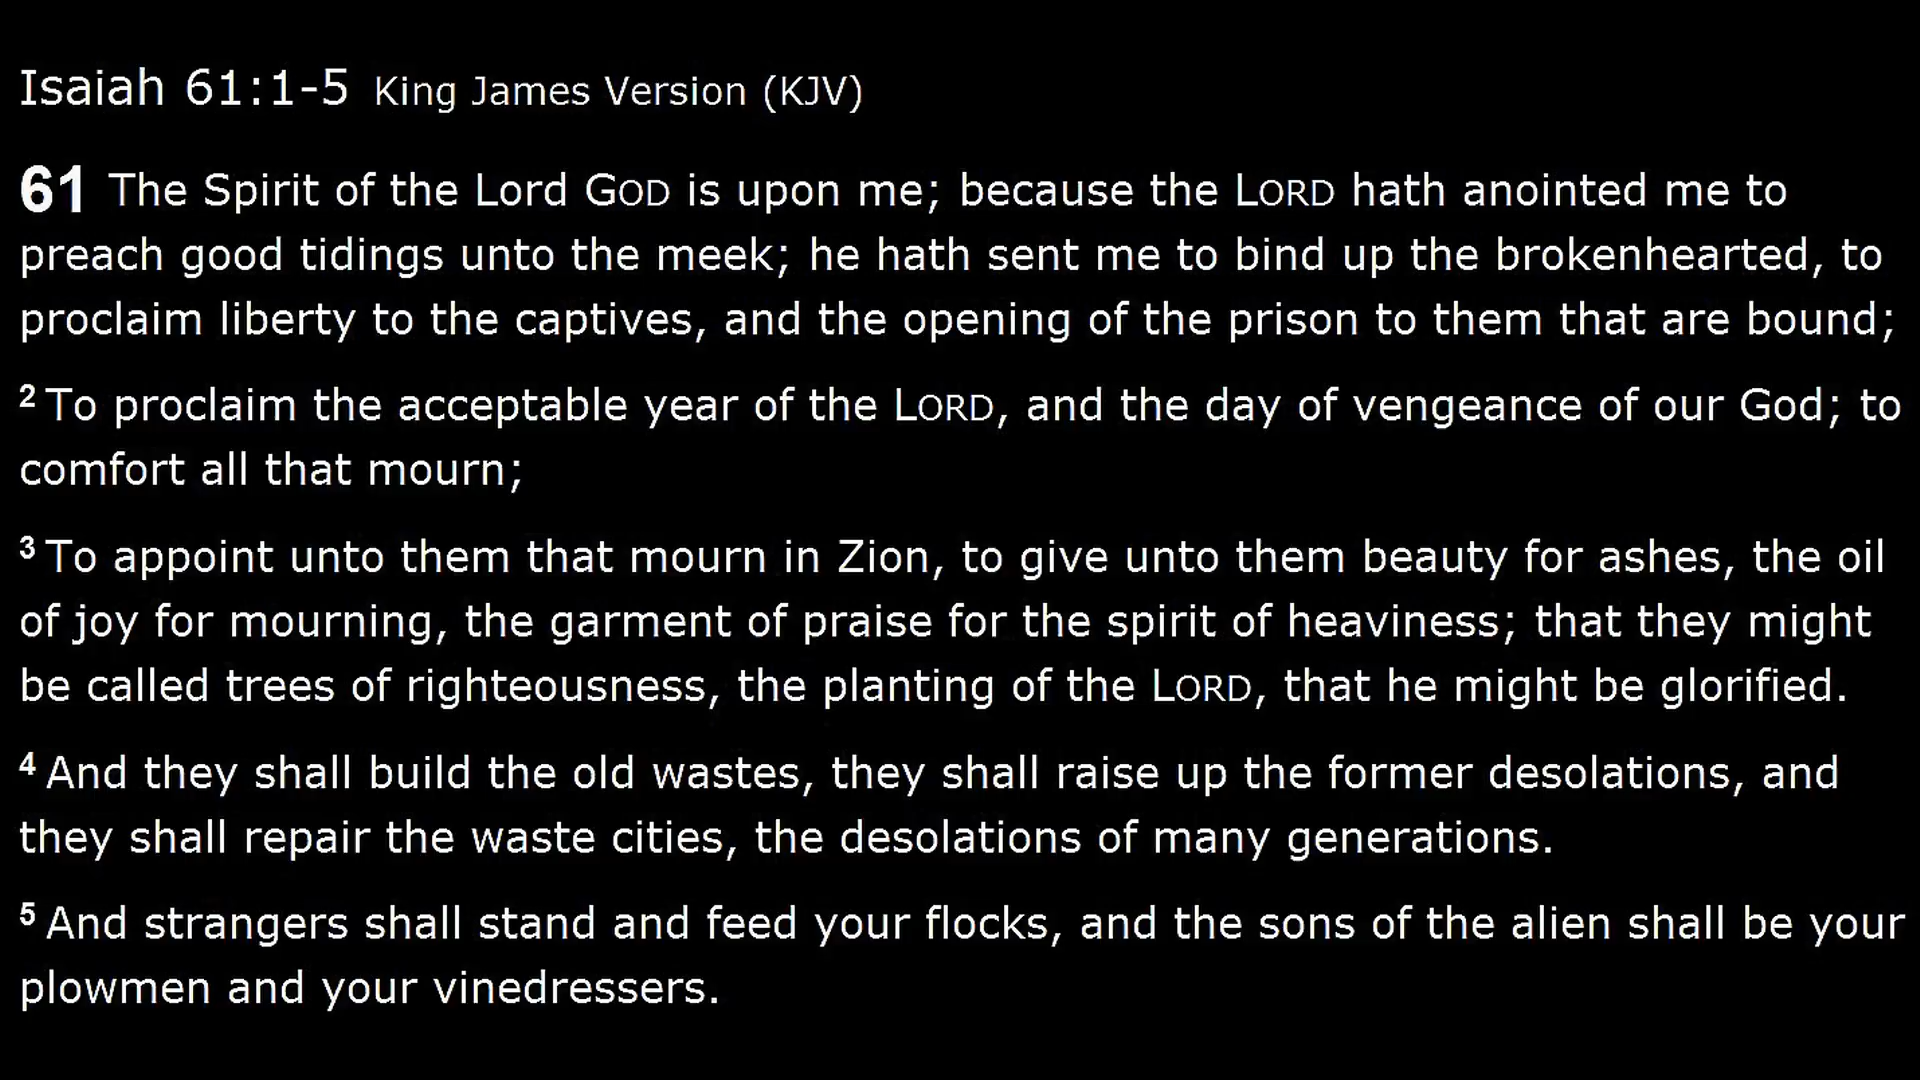 Isaiah 61:1-5 King James Version (KJV)
61 The Spirit of the Lord GOD is upon me; because the LORD hath anointed me to
preach good tidings unto the meek; he hath sent me to bind up the brokenhearted, to
proclaim liberty to the captives, and the opening of the prison to them that are bound;
2 To proclaim the acceptable year of the LORD, and the day of vengeance of our God; to
comfort all that mourn;
3 To appoint unto them that mourn in Zion, to give unto them beauty for ashes, the oil
of joy for mourning, the garment of praise for the spirit of heaviness; that they might
be called trees of righteousness, the planting of the LORD, that he might be glorified.
4 And they shall build the old wastes, they shall raise up the former desolations, and
they shall repair the waste cities, the desolations of many generations.
5 And strangers shall stand and feed your flocks, and the sons of the alien shall be your
plowmen and your vinedressers.